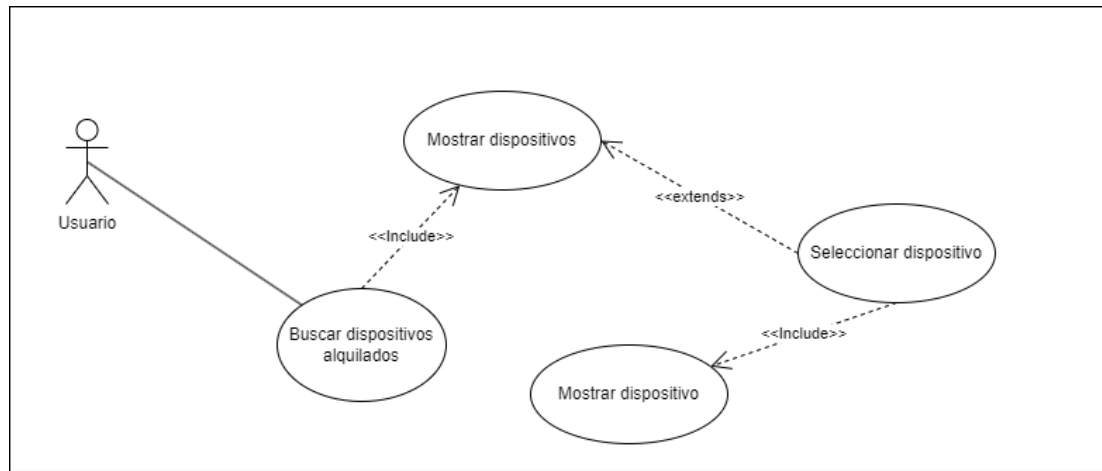 Mostrar dispositivos
<<extends>>
Usuario
<<Include>>
Seleccionar dispositivo
Buscar dispositivos
alquilados
<<Include>>
Mostrar dispositivo